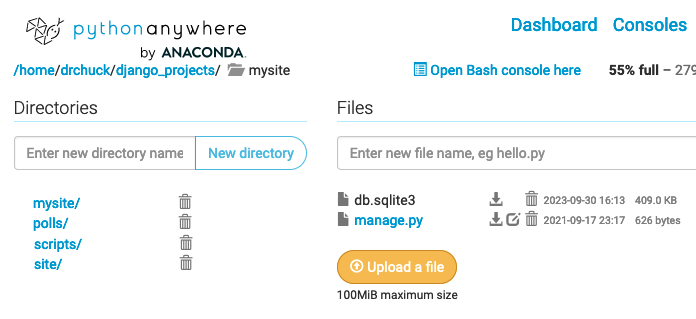 pythonanywhere
by ANACONDA.
Dashboard Consoles
/home/drchuck/django_projects/ mysite
Open Bash console here
55% full – 279
Directories
Enter new directory name
New directory
mysite/
polls/
scripts/
site/
Files
Enter new file name, eg hello.py
db.sqlite3 2023-09-30 16:13 409.0 KB
manage.py 2021-09-17 23:17 626 bytes
Upload a file
100MiB maximum size